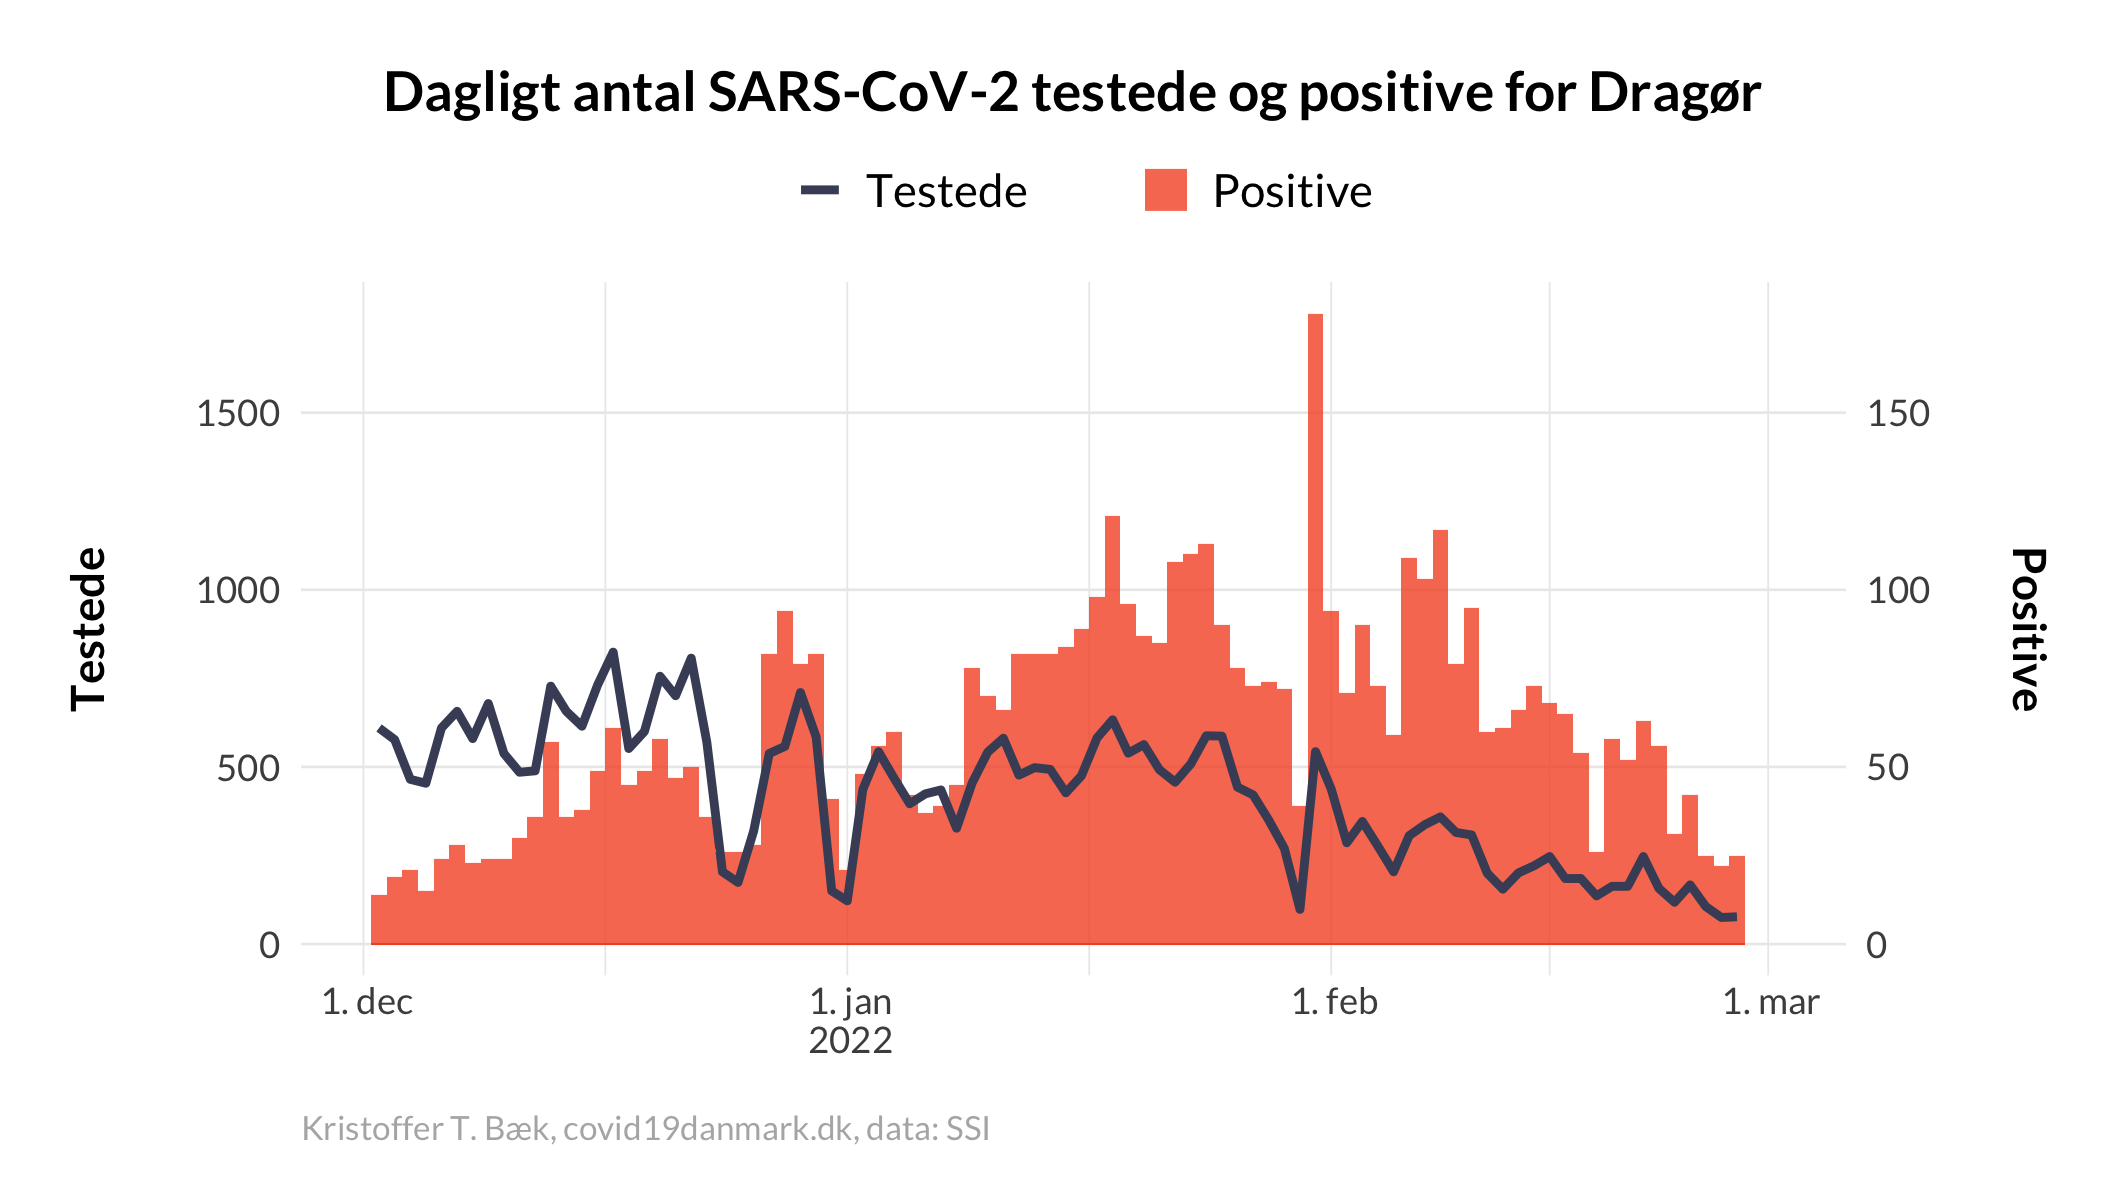 Dagligt antal SARS-CoV-2 testede og positive for Dragør
Testede
Positive
Testede
1500
1000
500
0
150
100
50
0
Positive
1. dec
1. jan
2022
1. feb
1. mar
Kristoffer T. Bæk, covid19danmark.dk, data: SSI